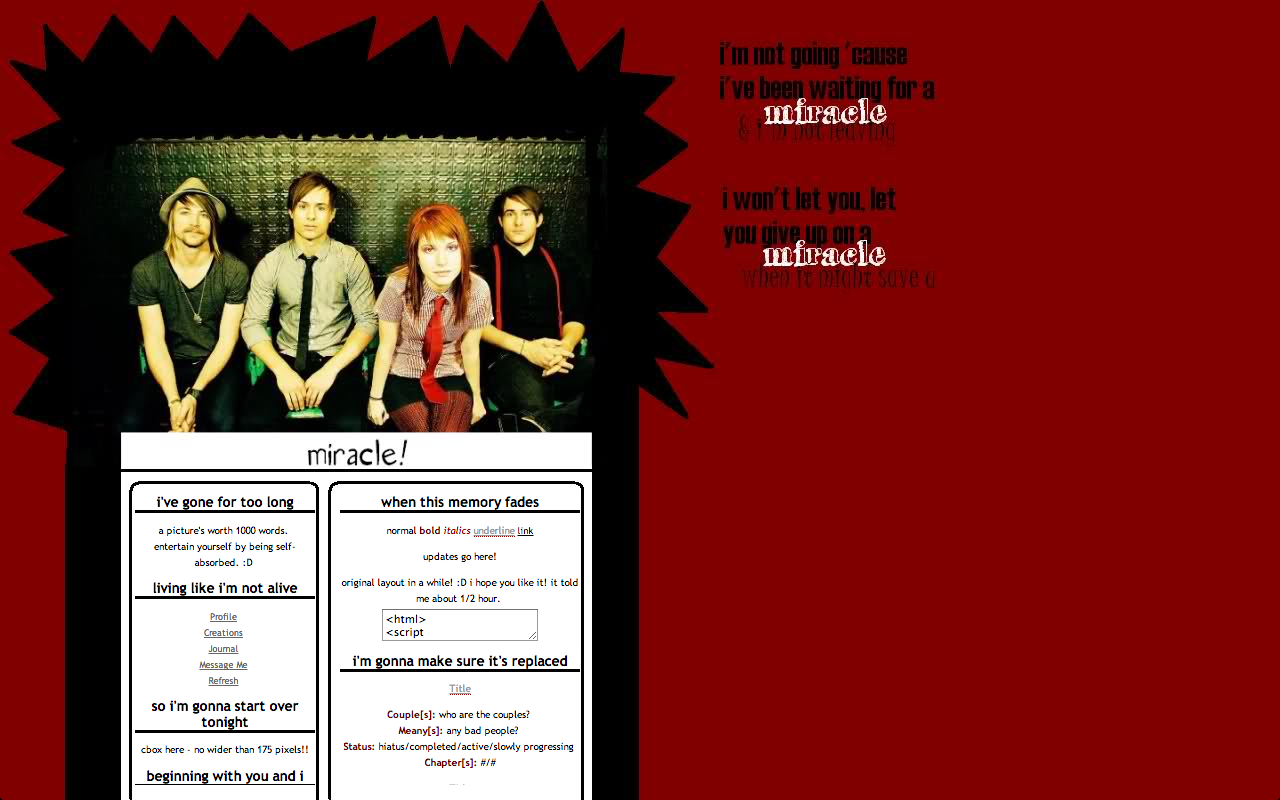 i'm not going 'cause
i've been waiting for a
miracle
& i'm not leaving
i won't let you, let
you give up on a
miracle
when it might save u
miracle!
i've gone for too long
a picture's worth 1000 words.
entertain yourself by being self-
absorbed. :D
living like i'm not alive
Profile
Creations
Journal
Message Me
Refresh
so i'm gonna start over
tonight
cbox here - no wider than 175 pixels!!
beginning with you and i
when this memory fades
normal bold italics underline link
updates go here!
original layout in a while! :D i hope you like it! it told
me about 1/2 hour.
<html>
<script
i'm gonna make sure it's replaced
Title
Couple[s]: who are the couples?
Meany[s]: any bad people?
Status: hiatus/completed/active/slowly progressing
Chapter[s]: #/#